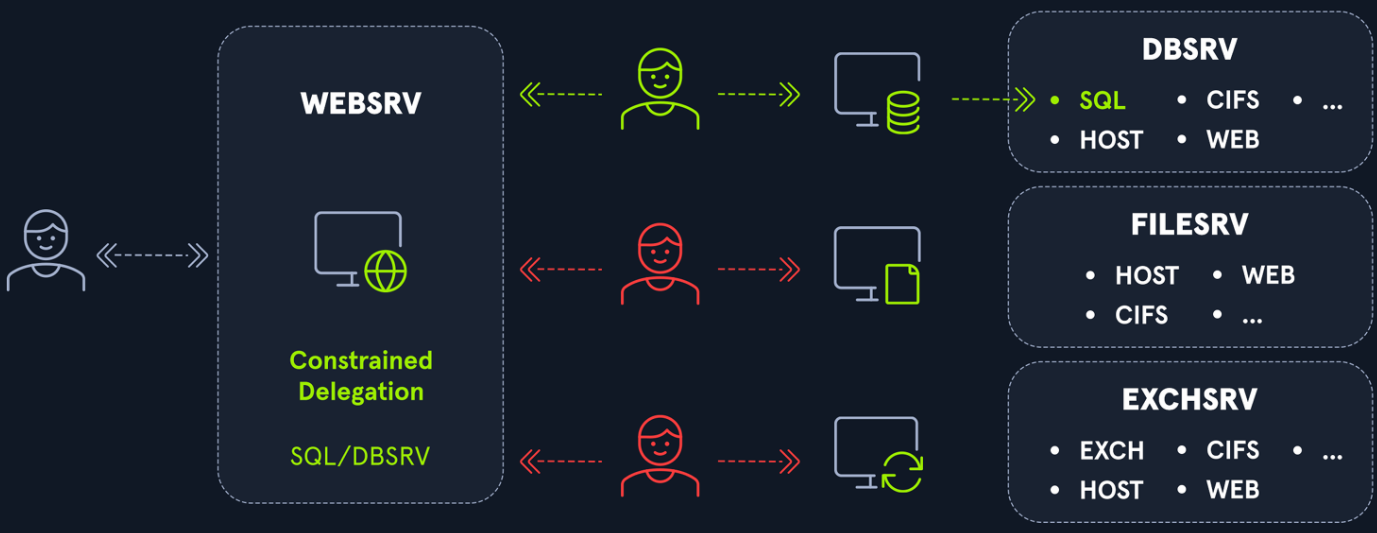 WEBSRV
Constrained
Delegation
SQL/DBSRV
DBSRV
• SQL • CIFS • ...
• HOST • WEB
FILESRV
• HOST • WEB
• CIFS • ...
EXCHSRV
• EXCH • CIFS • ...
• HOST • WEB